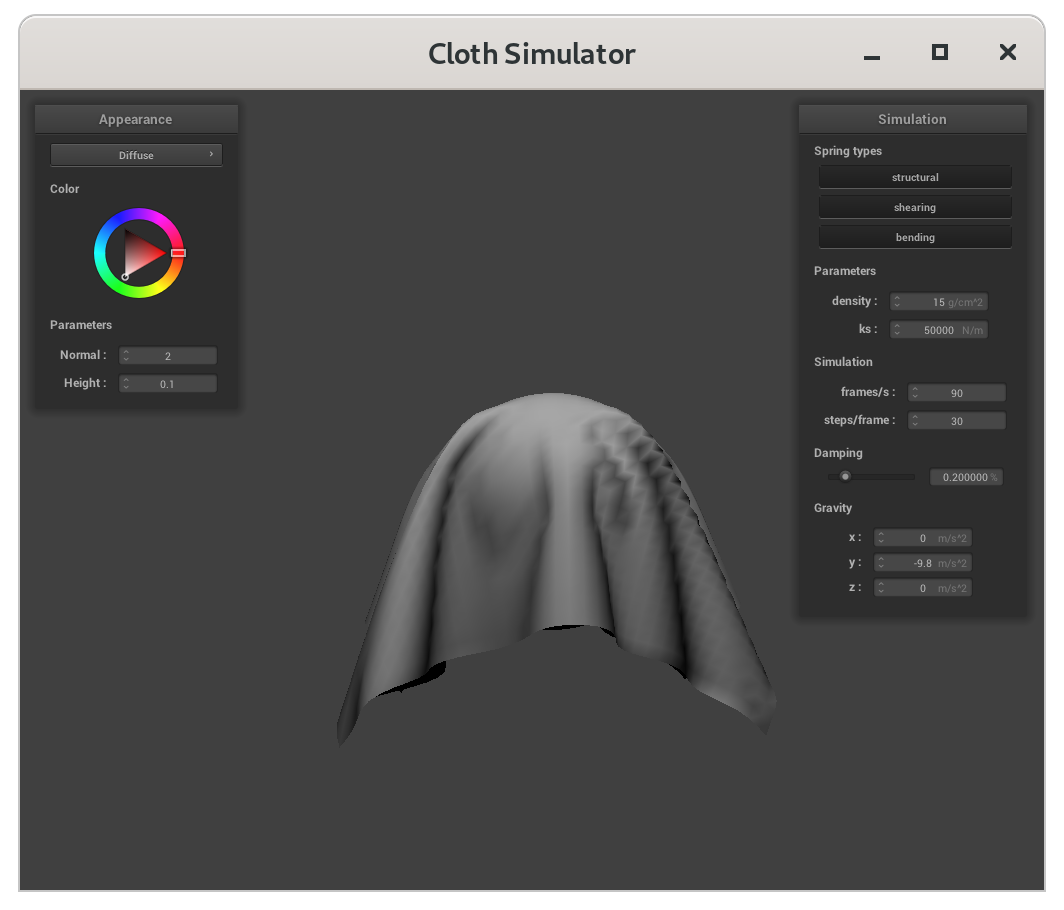 Cloth Simulator
Appearance
Diffuse
Color
Parameters
Normal : 2
Height : 0.1
Simulation
Spring types
structural
shearing
bending
Parameters
density : 15 g/cm^2
ks : 50000 N/m
Simulation
frames/s : 90
steps/frame : 30
Damping
0.200000 %
Gravity
x : 0 m/s^2
y : -9.8 m/s^2
z : 0 m/s^2